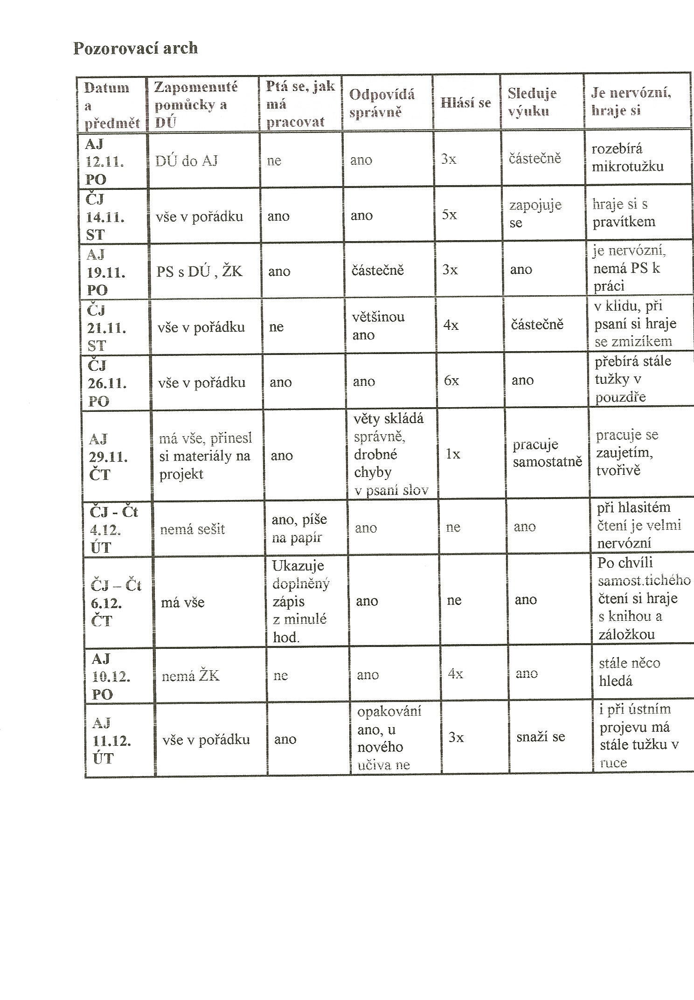 Pozorovací arch
Datum
a
předmět
Zapomenuté
pomůcky a
DÚ
Ptá se, jak
má
pracovat
Odpovídá
správně
Hlásí se
Sleduje
výuku
Je nervózní,
hraje si
AJ
12.11.
PO
DÚ do AJ
ne
ano
3x
částečně
rozebírá
mikrotužku
ČJ
14.11.
ST
vše v pořádku
ano
ano
5x
zapojuje
se
hraje si s
pravítkem
AJ
19.11.
PO
PS s DÚ , ŽK
ano
částečně
3x
ano
je nervózní,
nemá PS k
práci
ČJ
21.11.
ST
vše v pořádku
ne
většinou
ano
4x
částečně
v klidu, při
psaní si hraje
se zmizíkem
ČJ
26.11.
PO
vše v pořádku
ano
ano
6x
ano
přebírá stále
tužky v
pouzdře
AJ
29.11.
ČT
má vše, přinesl
si materiály na
projekt
ano
věty skládá
správně,
drobné
chyby
v psaní slov
1x
pracuje
samostatně
pracuje se
zaujetím,
tvořivě
ČJ - Čt
4.12.
ÚT
nemá sešit
ano, píše
na papír
ano
ne
ano
při hlasitém
čtení je velmi
nervózní
ČJ – Čt
6.12.
ČT
má vše
Ukazuje
doplněný
zápis
z minulé
hod.
ano
ne
ano
Po chvíli
samost.tichého
čtení si hraje
s knihou a
záložkou
AJ
10.12.
PO
nemá ŽK
ne
ano
4x
ano
stále něco
hledá
AJ
11.12.
ÚT
vše v pořádku
ano
opakování
ano, u
nového
učiva ne
3x
snaží se
i při ústním
projevu má
stále tužku v
ruce